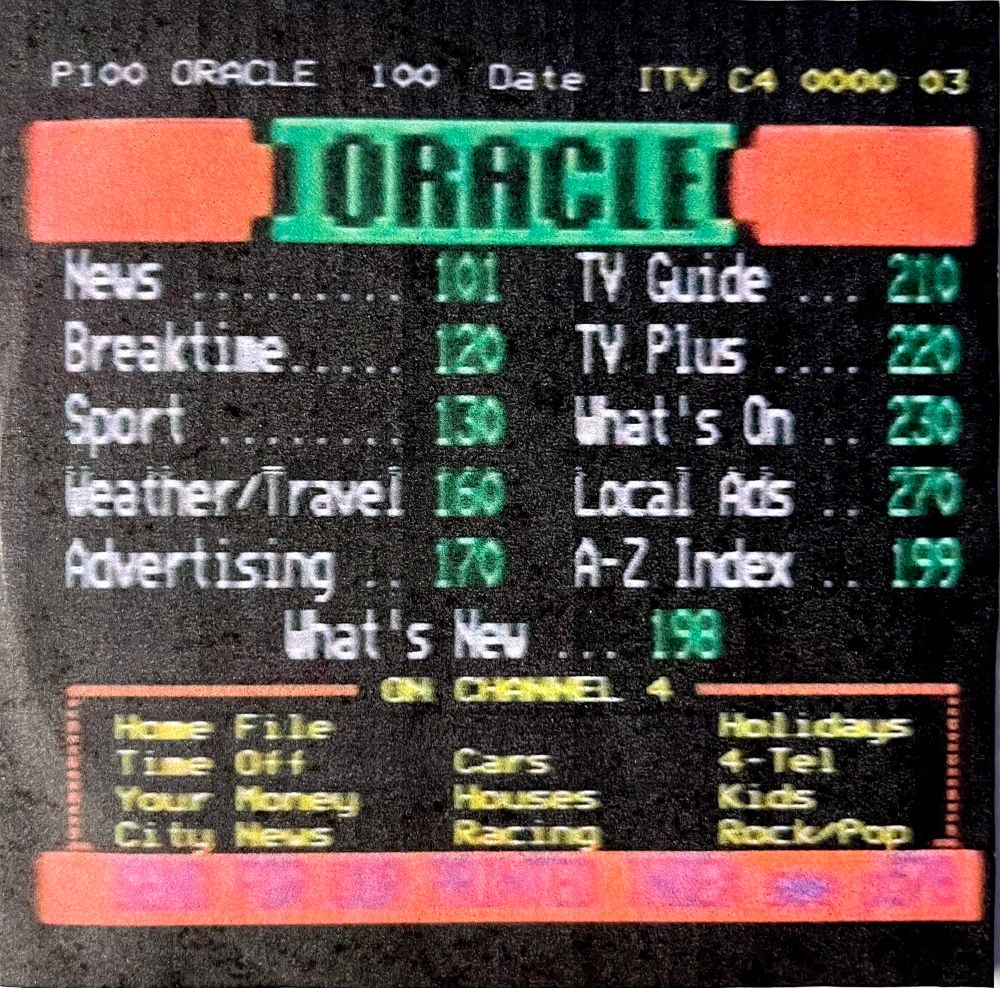 P100 ORACLE 100 Date ITV C4 0000 03
ORACLE
News ......... 101 TV Guide ... 210
Breaktime..... 120 TV Plus .... 220
Sport ........ 130 What's On .. 230
Weather/Travel 160 Local Ads .. 270
Advertising .. 170 A-Z Index .. 199
What's New ... 198
ON CHANNEL 4
Home File Holidays
Time Off Cars 4-Tel
Your Money Houses Kids
City News Racing Rock/Pop